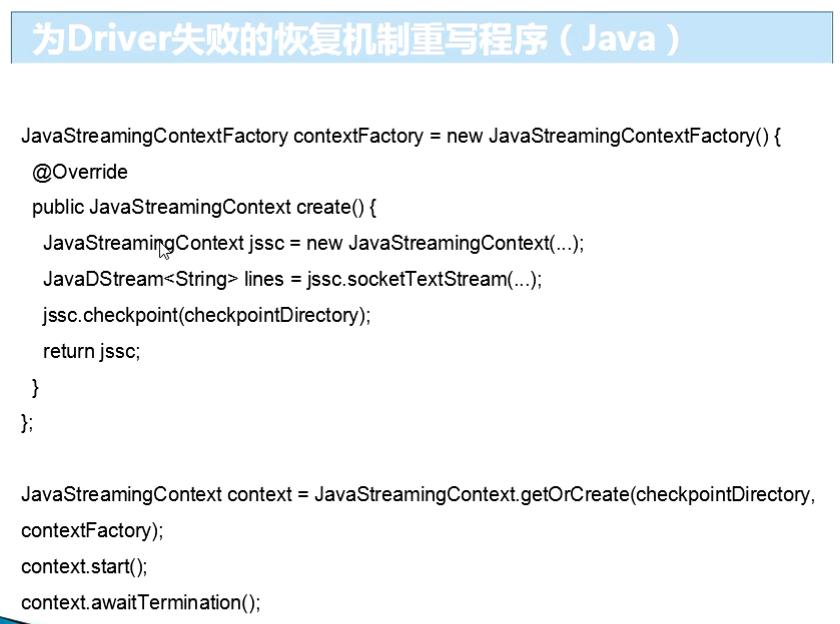 为Driver失败的恢复机制重写程序（Java）
JavaStreamingContextFactory contextFactory = new JavaStreamingContextFactory() {
@Override
public JavaStreamingContext create() {
JavaStreamingContext jssc = new JavaStreamingContext(...);
JavaDStream<String> lines = jssc.socketTextStream(...);
jssc.checkpoint(checkpointDirectory);
return jssc;
}
};
JavaStreamingContext context = JavaStreamingContext.getOrCreate(checkpointDirectory,
contextFactory);
context.start();
context.awaitTermination();